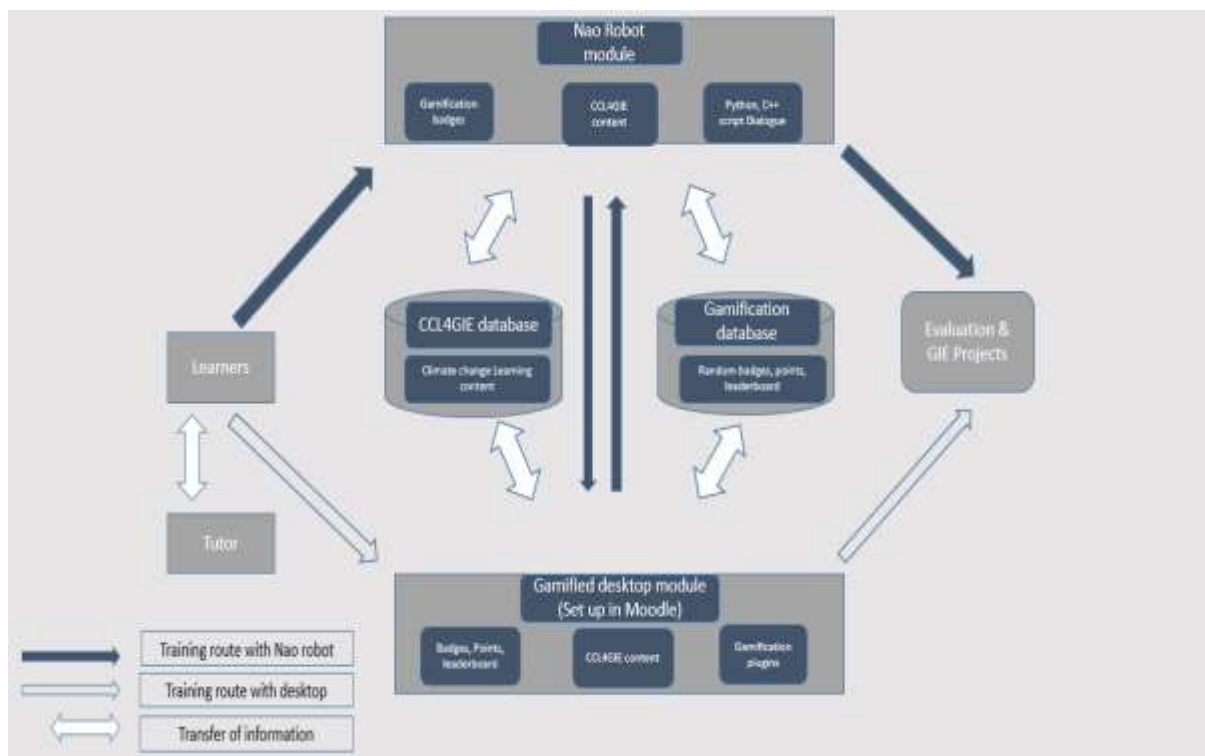 Nao Robot
module
Gamification
badges
CCL4GIE
content
Python, C++
script Dialogue
CCL4GIE database
Climate change Learning
content
Gamification
database
Random badges, points,
leaderboard
Learners
Evaluation &
GIE Projects
Tutor
Gamified desktop module
(Set up in Moodle)
Badges, Points,
leaderboard
CCL4GIE content
Gamification
plugins
Training route with Nao robot
Training route with desktop
Transfer of information